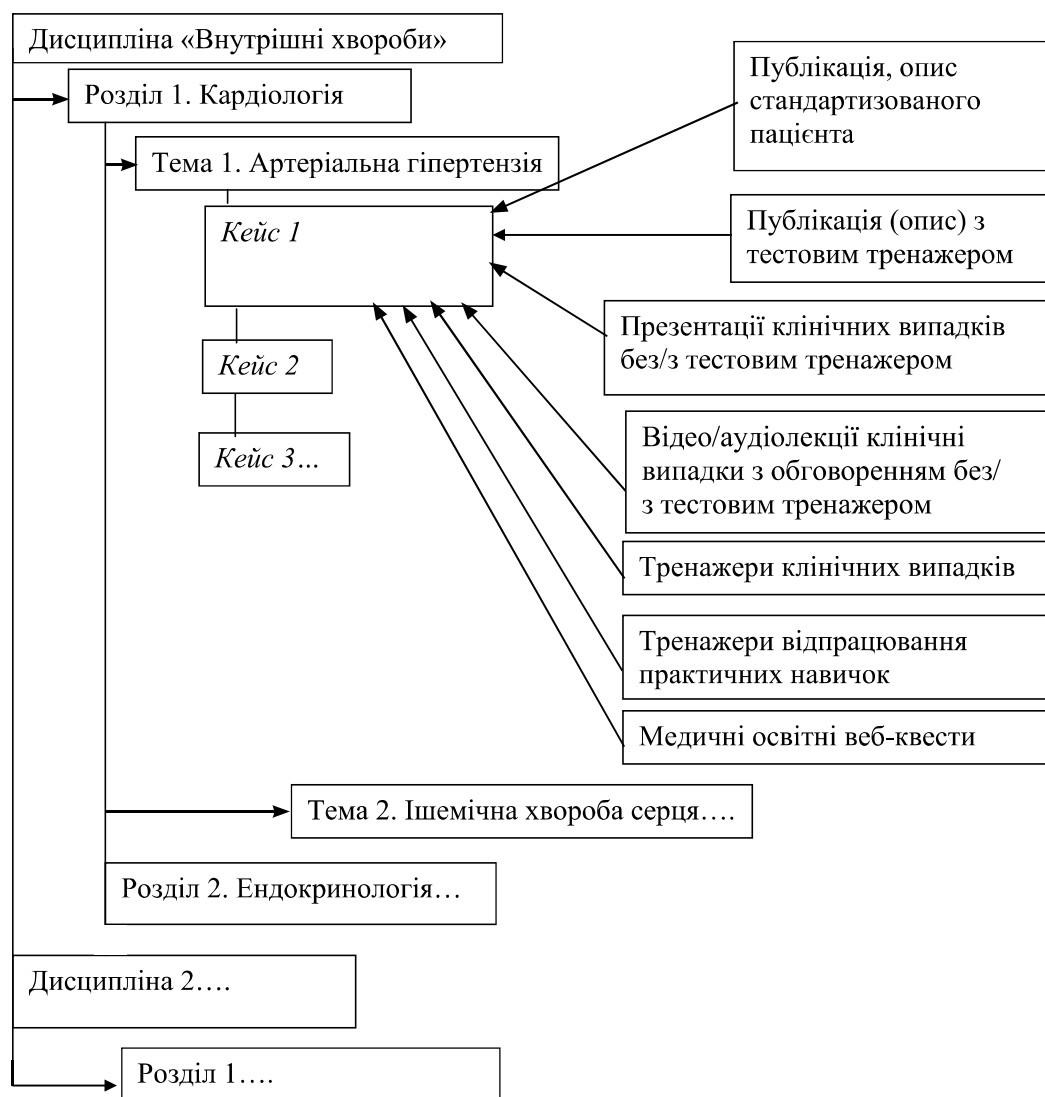 Дисципліна «Внутрішні хвороби»
Розділ 1. Кардіологія
Тема 1. Артеріальна гіпертензія
Кейс 1
Кейс 2
Кейс 3…
Публікація, опис
стандартизованого
пацієнта
Публікація (опис) з
тестовим тренажером
Презентації клінічних випадків
без/з тестовим тренажером
Відео/аудіолекції клінічні
випадки з обговоренням без/
з тестовим тренажером
Тренажери клінічних випадків
Тренажери відпрацювання
практичних навичок
Медичні освітні веб-квести
Тема 2. Ішемічна хвороба серця….
Розділ 2. Ендокринологія…
Дисципліна 2….
Розділ 1….